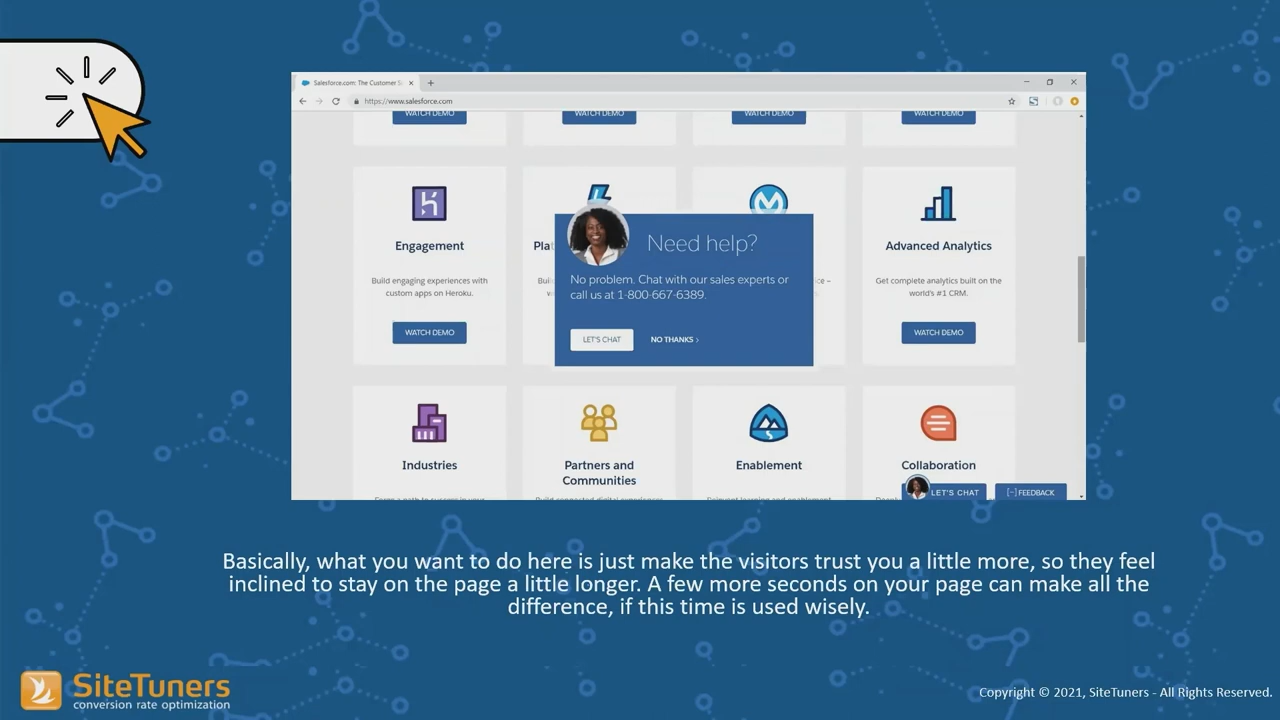 Salesforce.com: The Customer S
https://www.salesforce.com
WATCH DEMO WATCH DEMO WATCH DEMO WATCH DEMO
Engagement
Build engaging experiences with
custom apps on Heroku.
WATCH DEMO
Pla
Need help?
No problem. Chat with our sales experts or
call us at 1-800-667-6389.
LET'S CHAT NO THANKS ›
Advanced Analytics
Get complete analytics built on the
world's #1 CRM.
WATCH DEMO
Industries
Partners and
Communities
Enablement
Collaboration
LET'S CHAT
[−] FEEDBACK
Basically, what you want to do here is just make the visitors trust you a little more, so they feel
inclined to stay on the page a little longer. A few more seconds on your page can make all the
difference, if this time is used wisely.
SiteTuners
conversion rate optimization
Copyright © 2021, SiteTuners - All Rights Reserved.